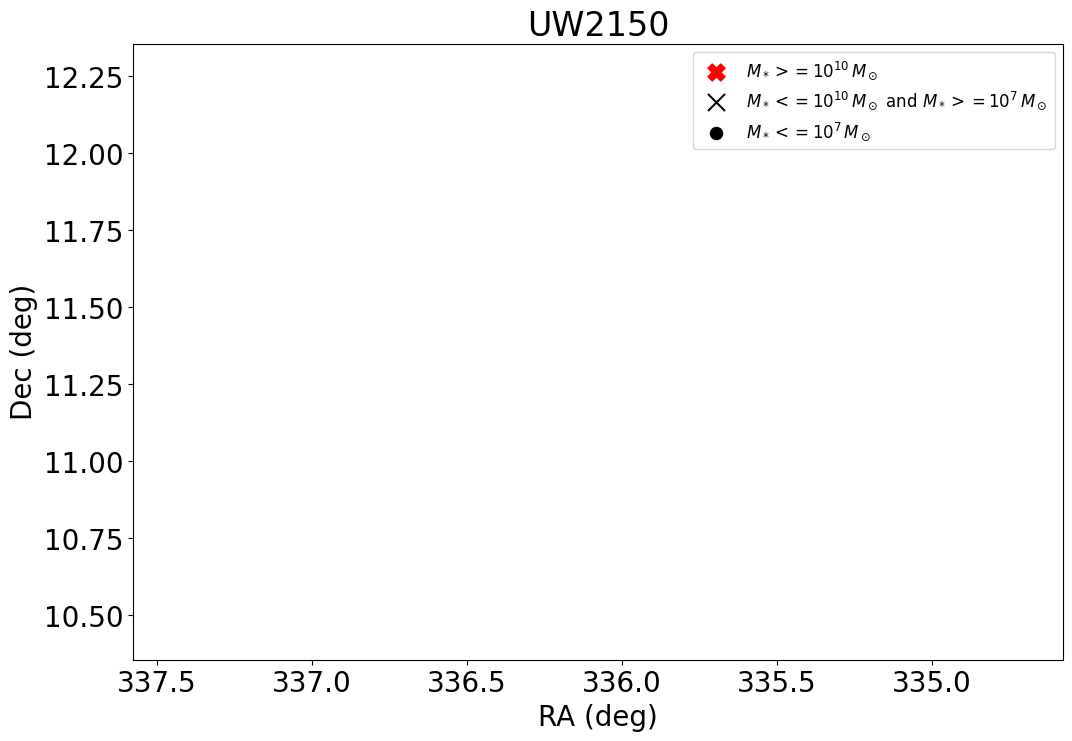 UW2150
$M_* >= 10^{10} M_\odot$
$M_* <= 10^{10} M_\odot$ and $M_* >= 10^7 M_\odot$
$M_* <= 10^7 M_\odot$
Dec (deg)
12.25
12.00
11.75
11.50
11.25
11.00
10.75
10.50
337.5 337.0 336.5 336.0 335.5 335.0
RA (deg)